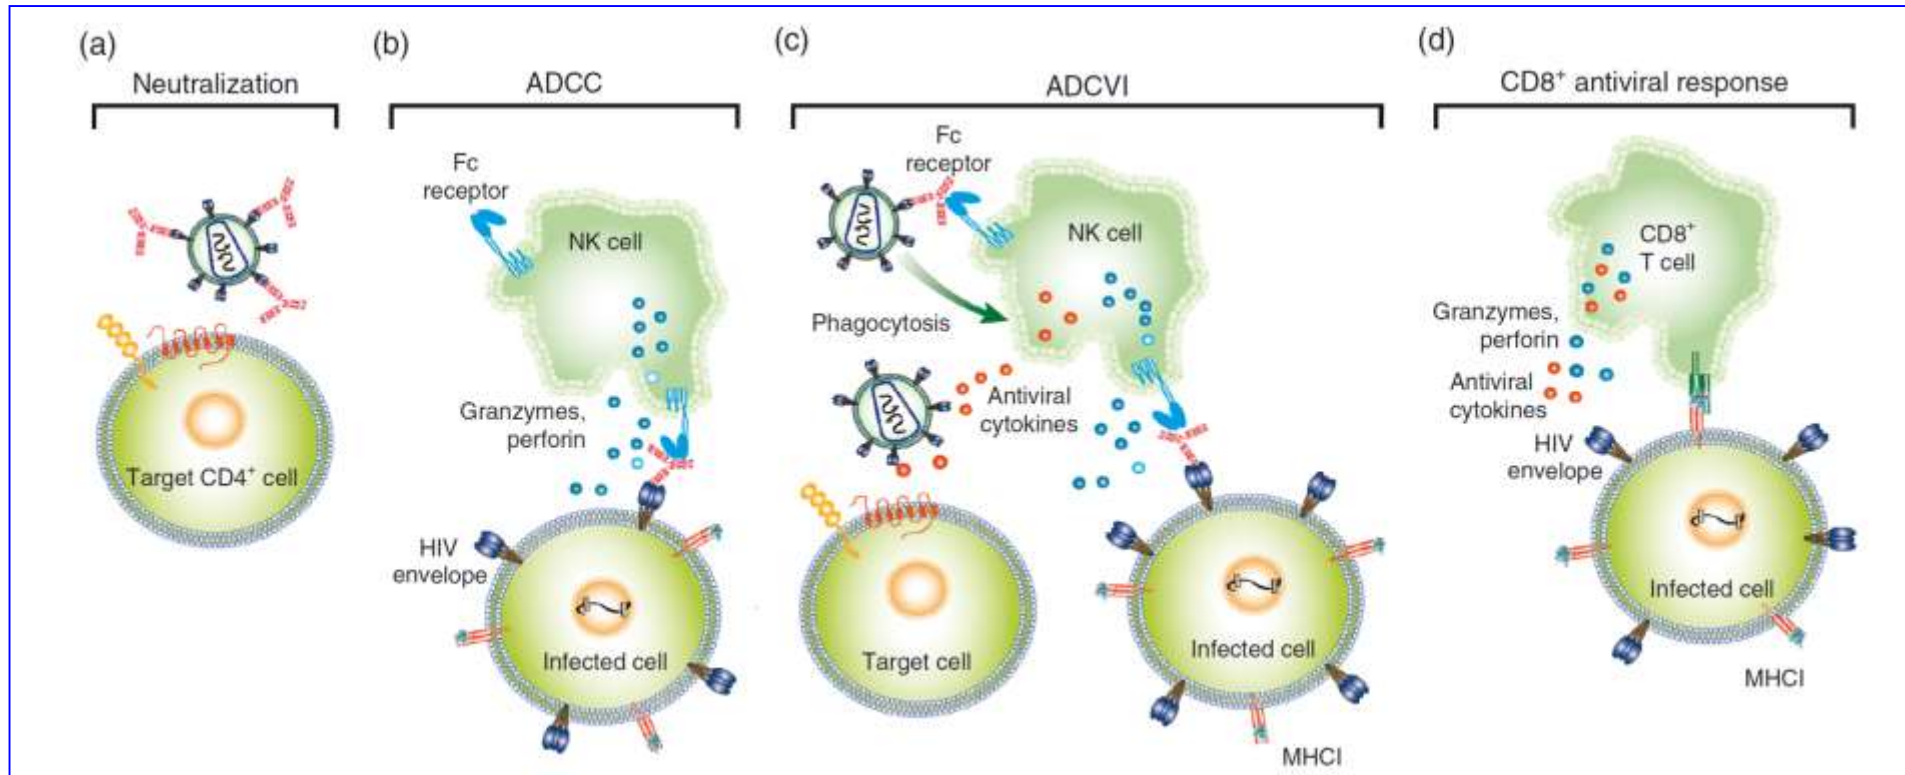 (a)
Neutralization
Target CD4⁺ cell
(b)
ADCC
Fc
receptor
NK cell
Granzymes,
perforin
HIV
envelope
Infected cell
(c)
ADCVI
Fc
receptor
NK cell
Phagocytosis
Antiviral
cytokines
Target cell
Infected cell
MHCI
(d)
CD8⁺ antiviral response
CD8⁺
T cell
Granzymes,
perforin
Antiviral
cytokines
HIV
envelope
Infected cell
MHCI